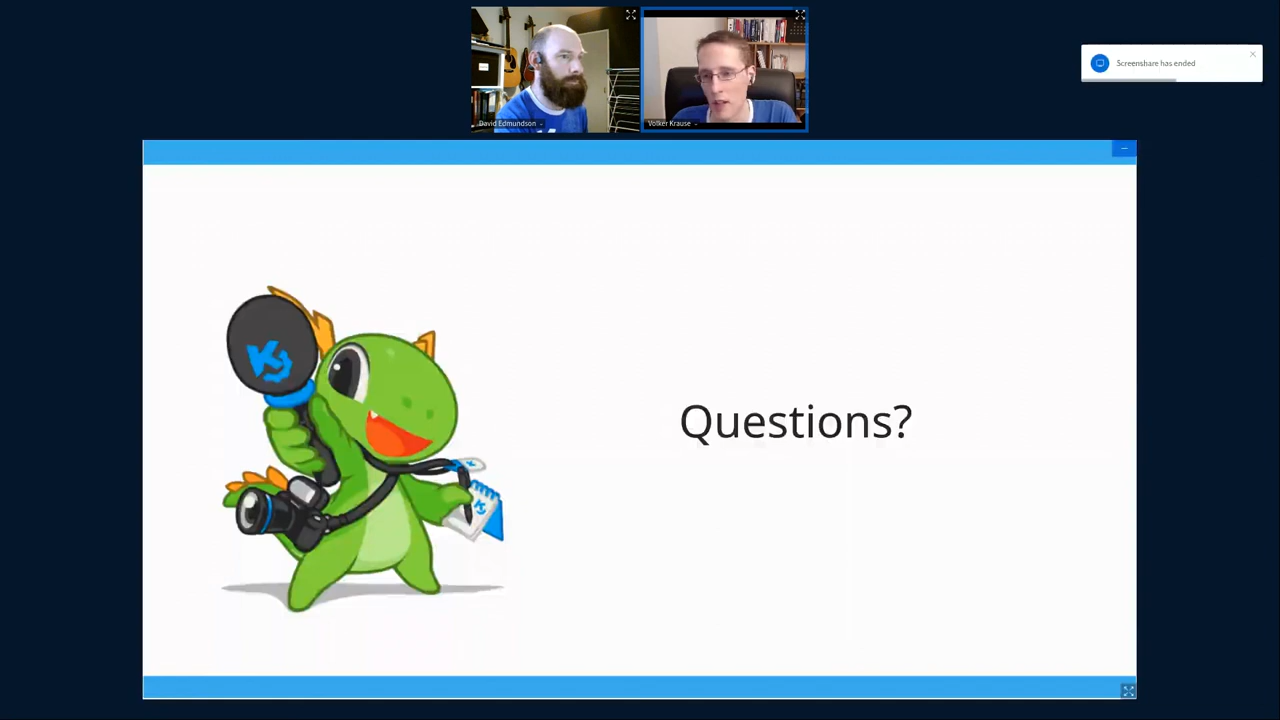 David Edmundson
Volker Krause
Screenshare has ended
Questions?